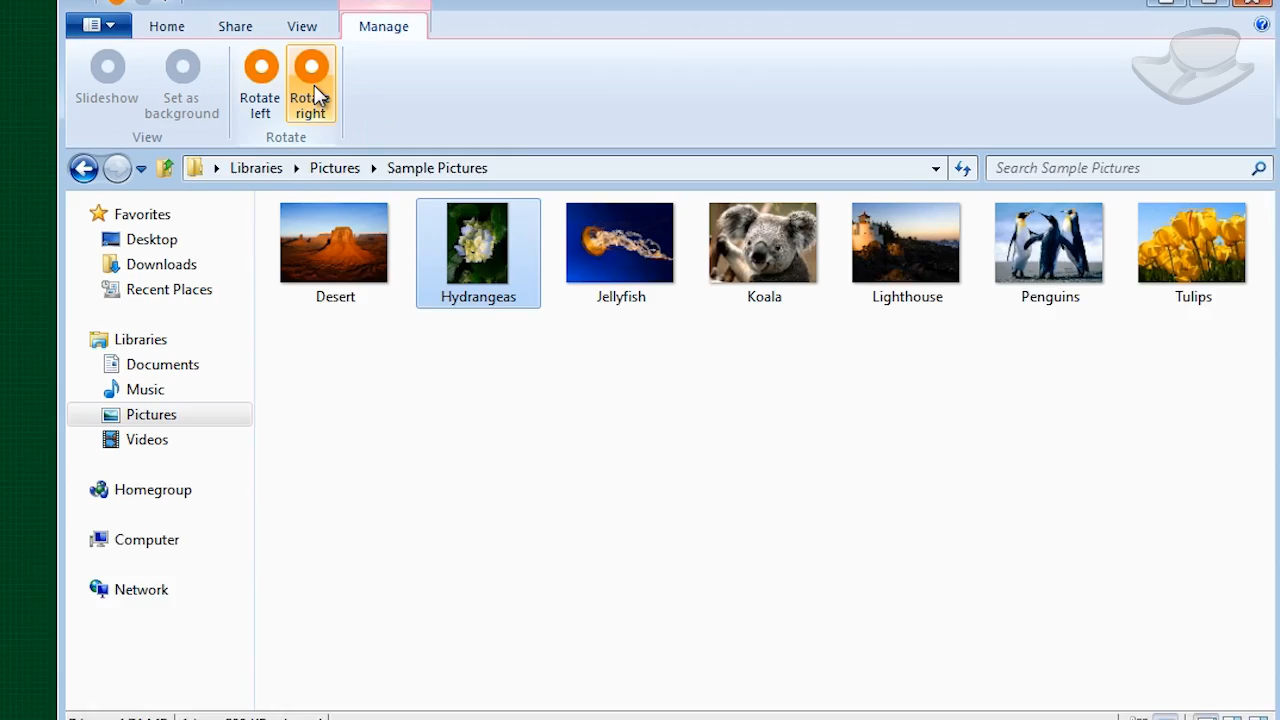 Home Share View Manage
Slideshow
Set as
background
Rotate
left
Rotate
right
View
Rotate
Libraries Pictures Sample Pictures
Search Sample Pictures
Favorites
Desktop
Downloads
Recent Places
Libraries
Documents
Music
Pictures
Videos
Homegroup
Computer
Network
Desert
Hydrangeas
Jellyfish
Koala
Lighthouse
Penguins
Tulips